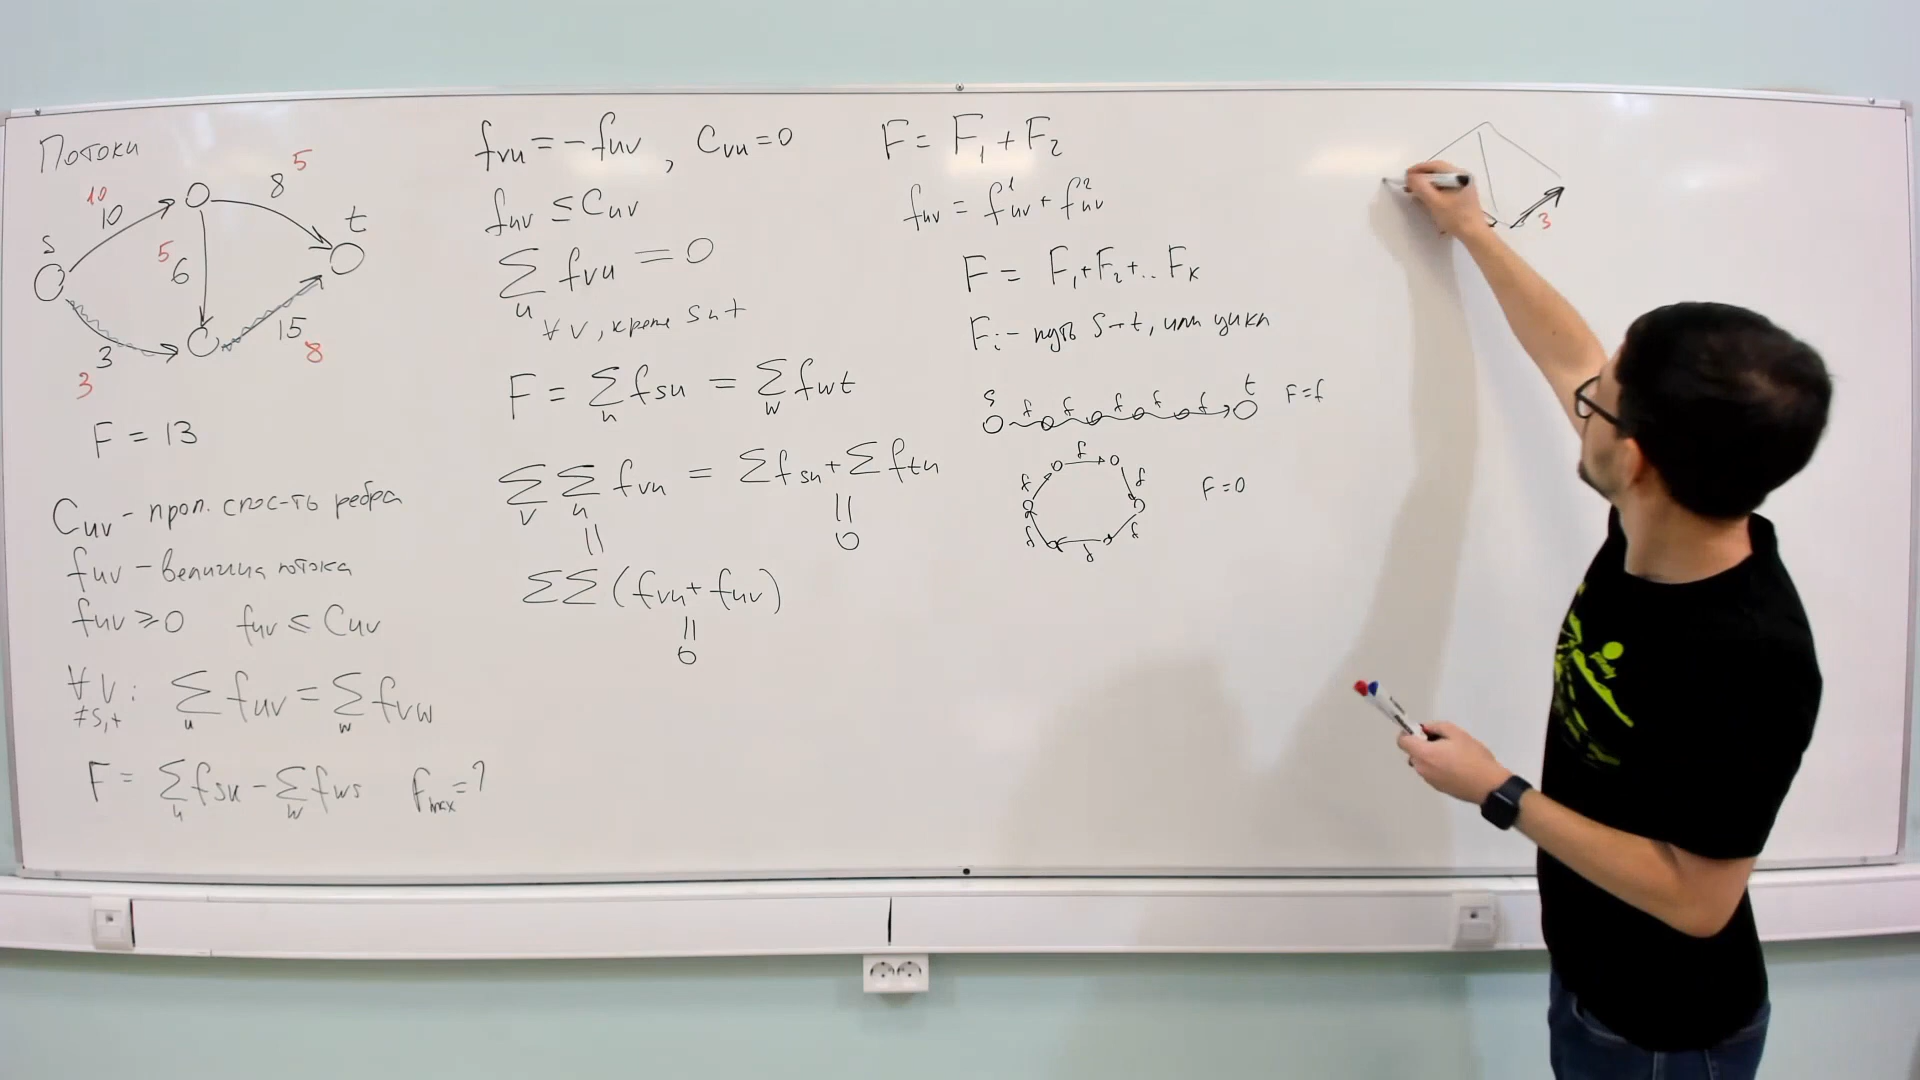 Потоки
10
10
8
5
s
t
5
6
3
3
15
8
F = 13
Cuv - проп. спос-ть ребра
fuv - величина потока
fuv ≥ 0 fuv ≤ Cuv
∀ v : ∑ fuv = ∑ fvw
≠s,t u w
F = ∑ fsu - ∑ fws fmax = ?
u w
fvu = - fuv , Cvu = 0
fuv ≤ Cuv
∑ fvu = 0
u
∀ v, кроме s и t
F = ∑ fsu = ∑ fwt
u w
∑ ∑ fvu = ∑ fsu + ∑ ftu
v u
||
||
0
∑∑ (fvu + fuv)
||
0
F = F₁ + F₂
fuv = f¹uv + f²uv
F = F₁ + F₂ + .. Fk
Fi - путь s→t, или цикл
s f f f f f t F = f
f f f f f f F = 0
3